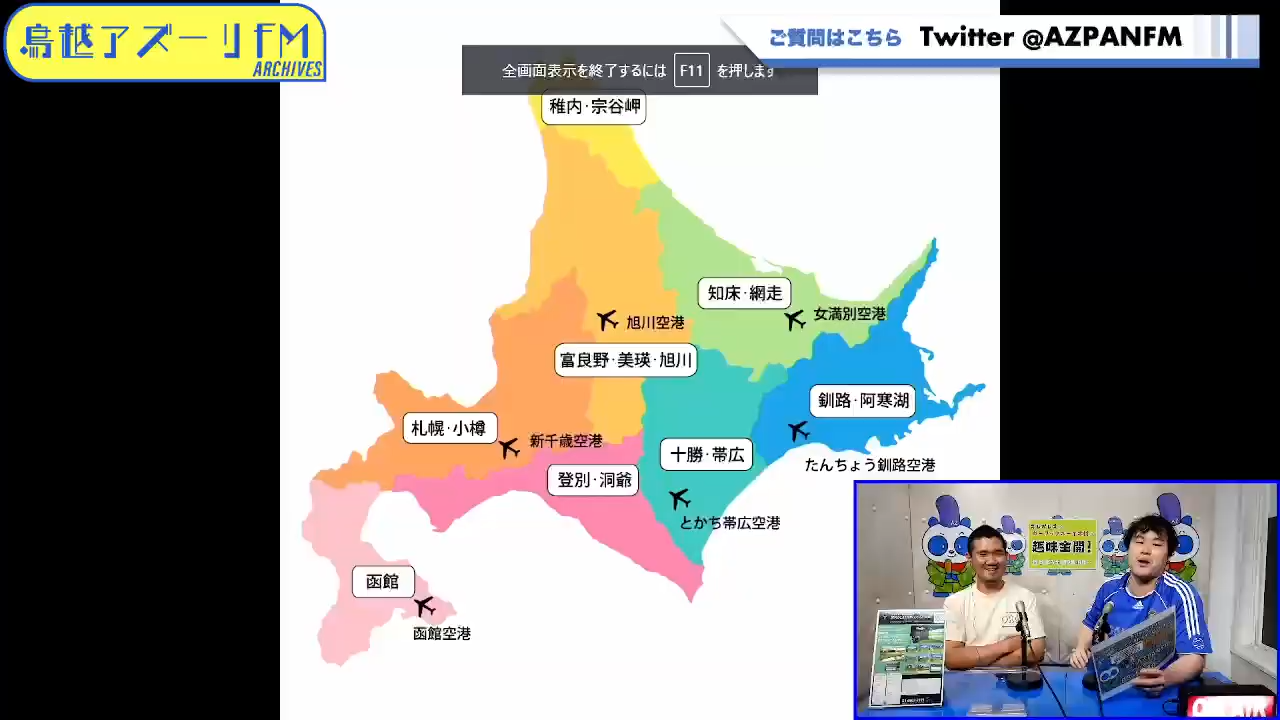 鳥越アズーリFM
ARCHIVES
ご質問はこちら Twitter @AZPANFM
全画面表示を終了するには F11 を押します
稚内・宗谷岬
知床・網走
女満別空港
旭川空港
富良野・美瑛・旭川
釧路・阿寒湖
札幌・小樽
新千歳空港
たんちょう釧路空港
十勝・帯広
登別・洞爺
とかち帯広空港
函館
函館空港
趣味全開!